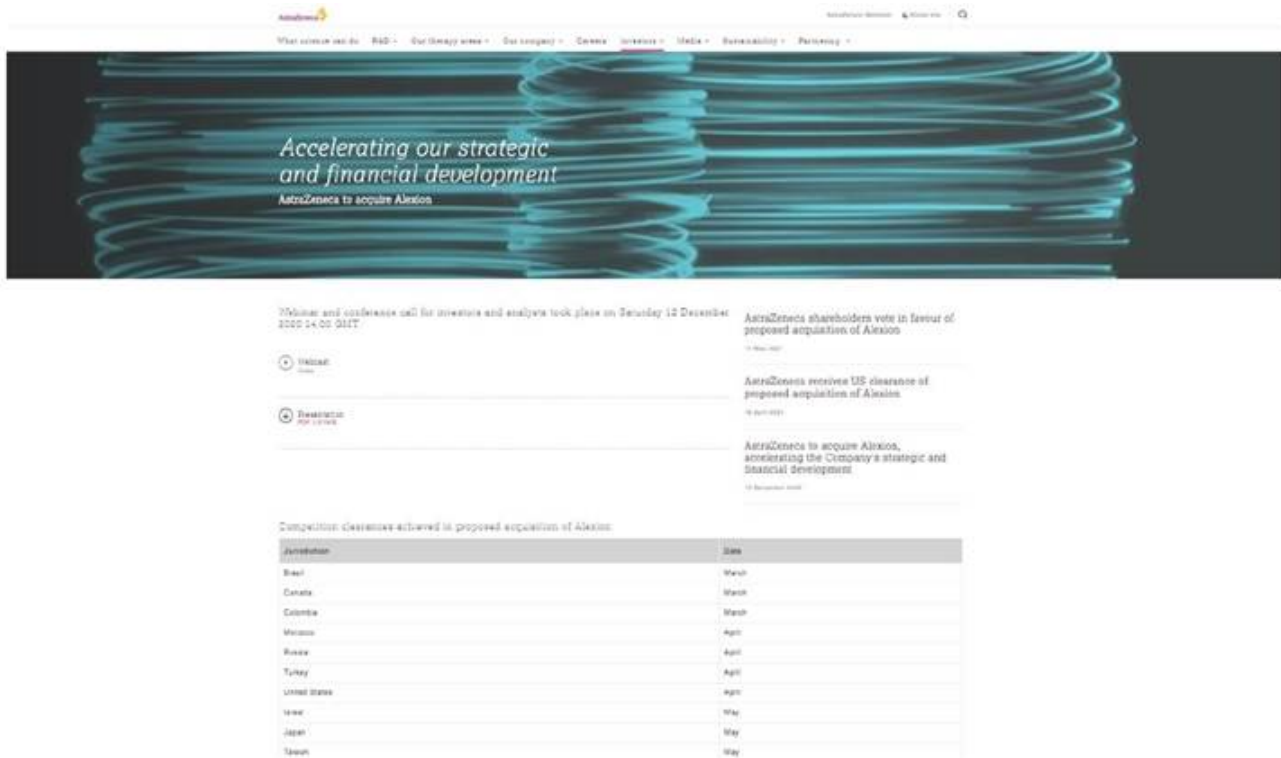 AstraZeneca
What science can do R&D Our therapy areas Our company Careers Investors Media Sustainability Partnering
Accelerating our strategic
and financial development
AstraZeneca to acquire Alexion
Webinar and conference call for investors and analysts took place on Saturday 12 December
2020 14.00 GMT
Webcast
Presentation
AstraZeneca shareholders vote in favour of
proposed acquisition of Alexion
AstraZeneca receives US clearance of
proposed acquisition of Alexion
April 2021
AstraZeneca to acquire Alexion,
accelerating the Company's strategic and
financial development
Competition clearances achieved in proposed acquisition of Alexion
Jurisdiction Date
Brazil March
Canada March
Colombia March
Morocco April
Russia April
Turkey April
United States April
Israel May
Japan May
Taiwan May